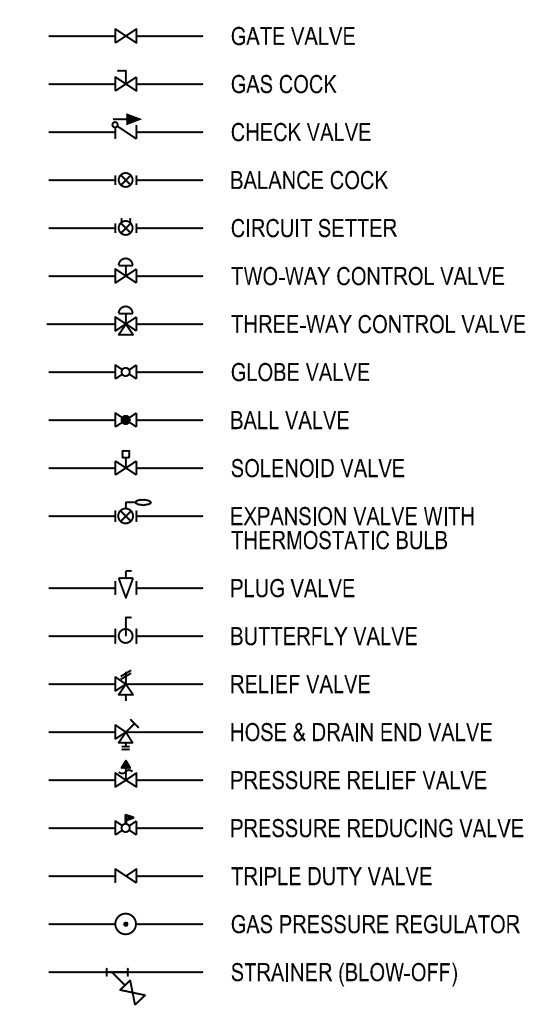 GATE VALVE
GAS COCK
CHECK VALVE
BALANCE COCK
CIRCUIT SETTER
TWO-WAY CONTROL VALVE
THREE-WAY CONTROL VALVE
GLOBE VALVE
BALL VALVE
SOLENOID VALVE
EXPANSION VALVE WITH
THERMOSTATIC BULB
PLUG VALVE
BUTTERFLY VALVE
RELIEF VALVE
HOSE & DRAIN END VALVE
PRESSURE RELIEF VALVE
PRESSURE REDUCING VALVE
TRIPLE DUTY VALVE
GAS PRESSURE REGULATOR
STRAINER (BLOW-OFF)